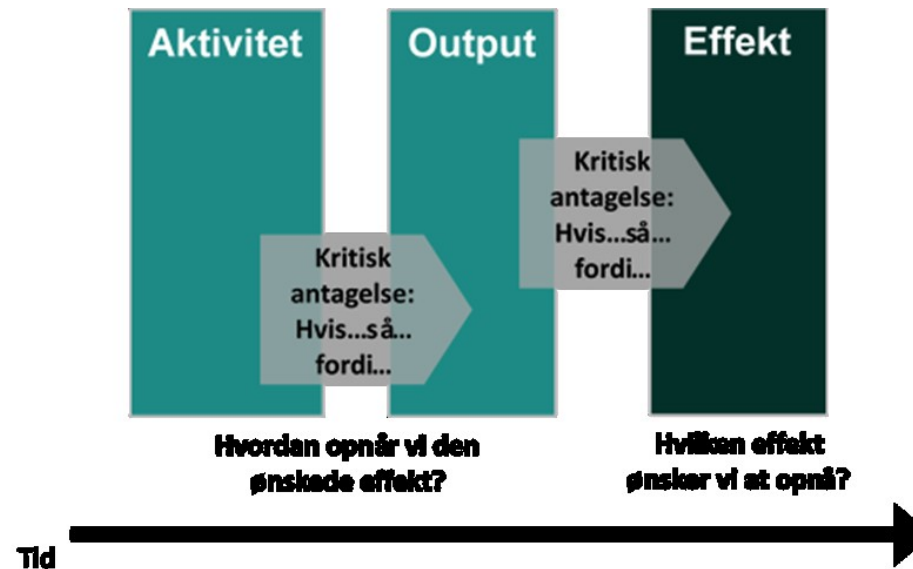 Aktivitet
Output
Effekt
Kritisk
antagelse:
Hvis...så...
fordi...
Kritisk
antagelse:
Hvis...så...
fordi...
Hvordan opnår vi den
ønskede effekt?
Hvilken effekt
ønsker vi at opnå?
Tid